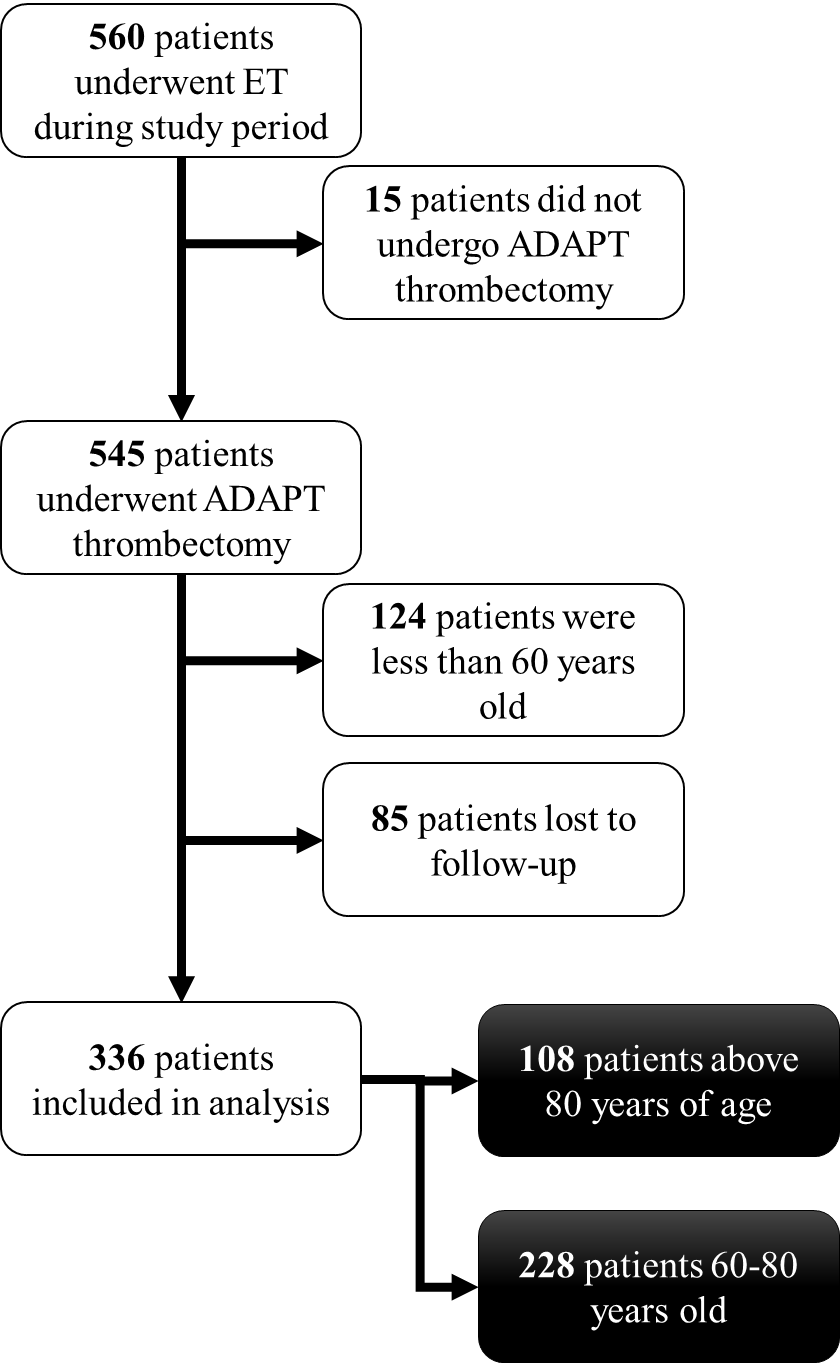 560 patients
underwent ET
during study period
15 patients did not
undergo ADAPT
thrombectomy
545 patients
underwent ADAPT
thrombectomy
124 patients were
less than 60 years
old
85 patients lost to
follow-up
336 patients
included in analysis
108 patients above
80 years of age
228 patients 60-80
years old